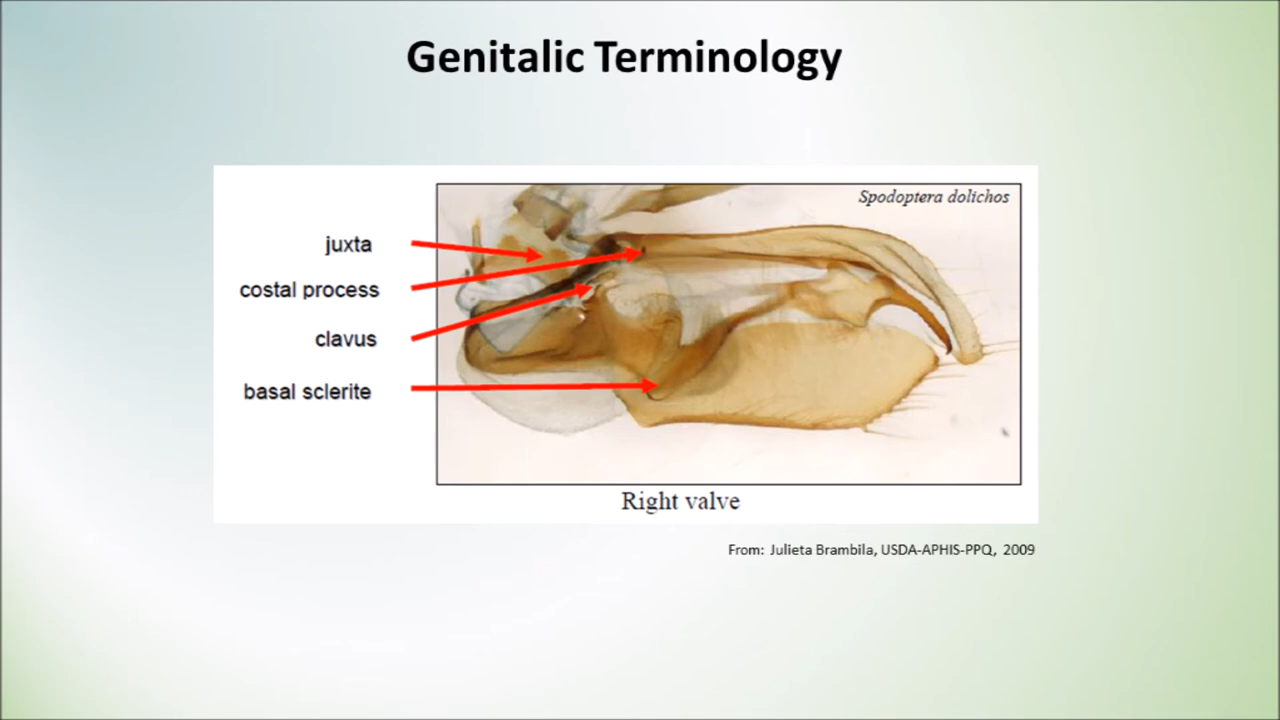 Genitalic Terminology
Spodoptera dolichos
juxta
costal process
clavus
basal sclerite
Right valve
From: Julieta Brambila, USDA-APHIS-PPQ, 2009